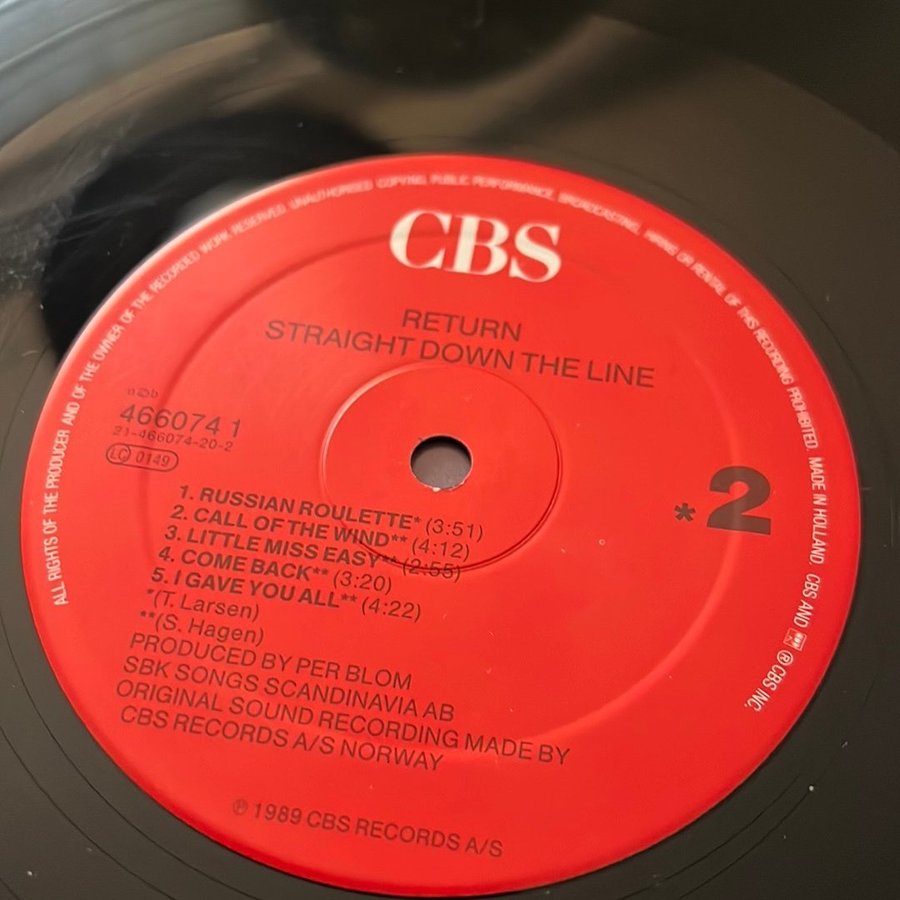 ALL RIGHTS OF THE PRODUCER AND OF THE OWNER OF THE RECORDED WORK RESERVED. UNAUTHORISED COPYING, PUBLIC PERFORMANCE, BROADCASTING, HIRING OR RENTAL OF THIS RECORDING PROHIBITED. MADE IN HOLLAND. CBS AND ® CBS INC.
CBS
RETURN
STRAIGHT DOWN THE LINE
466074 1
21-466074-20-2
LC 0149
*2
1. RUSSIAN ROULETTE* (3:51)
2. CALL OF THE WIND** (4:12)
3. LITTLE MISS EASY** (2:55)
4. COME BACK** (3:20)
5. I GAVE YOU ALL** (4:22)
*(T. Larsen)
**(S. Hagen)
PRODUCED BY PER BLOM
SBK SONGS SCANDINAVIA AB
ORIGINAL SOUND RECORDING MADE BY
CBS RECORDS A/S NORWAY
℗ 1989 CBS RECORDS A/S